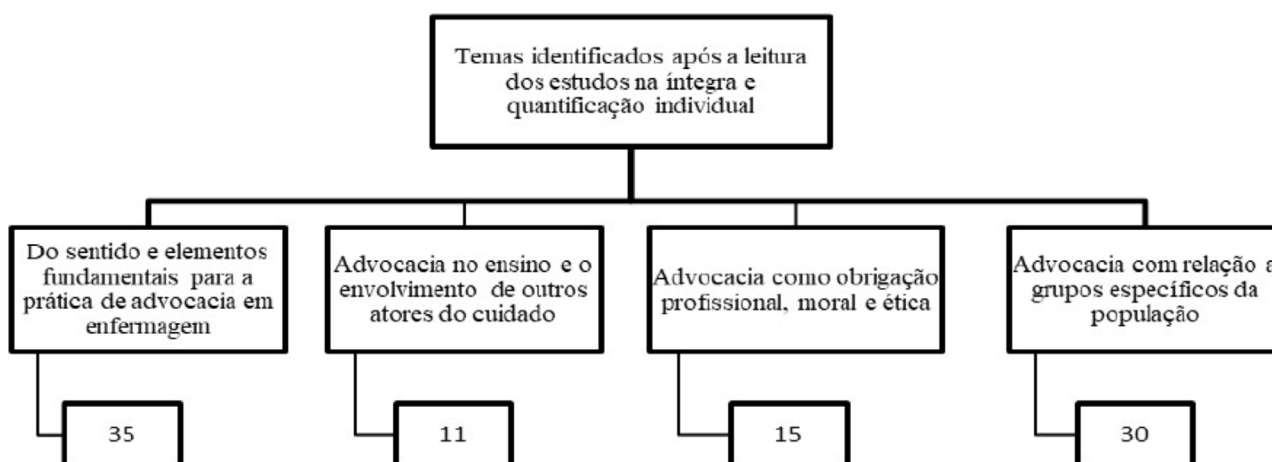 Temas identificados após a leitura
dos estudos na íntegra e
quantificação individual
Do sentido e elementos
fundamentais para a
prática de advocacia em
enfermagem
Advocacia no ensino e o
envolvimento de outros
atores do cuidado
Advocacia como obrigação
profissional, moral e ética
Advocacia com relação a
grupos específicos da
população
35
11
15
30